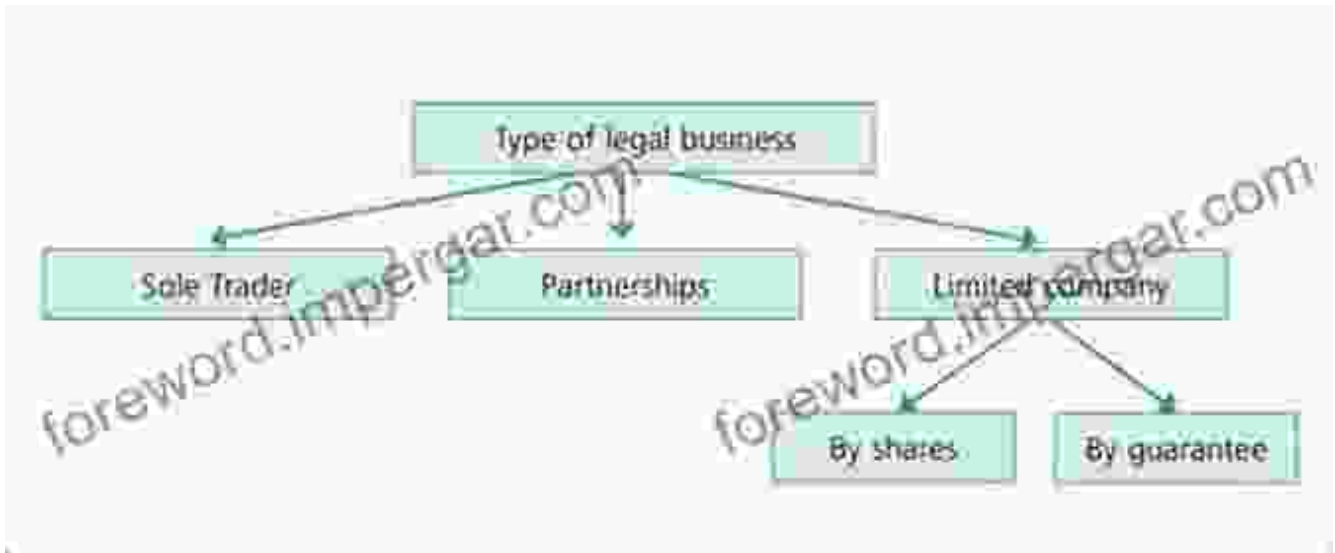 Type of legal business
Sole Trader
Partnerships
Limited company
By shares
By guarantee
foreword.impergar.com
foreword.impergar.com